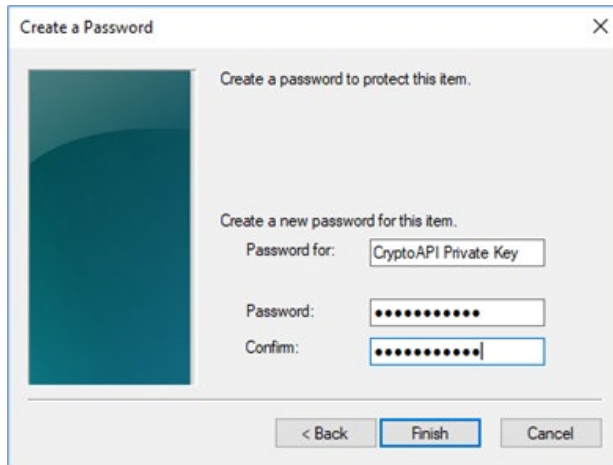 Create a Password
Create a password to protect this item.
Create a new password for this item.
Password for: CryptoAPI Private Key
Password: •••••••••••
Confirm: •••••••••••
< Back Finish Cancel